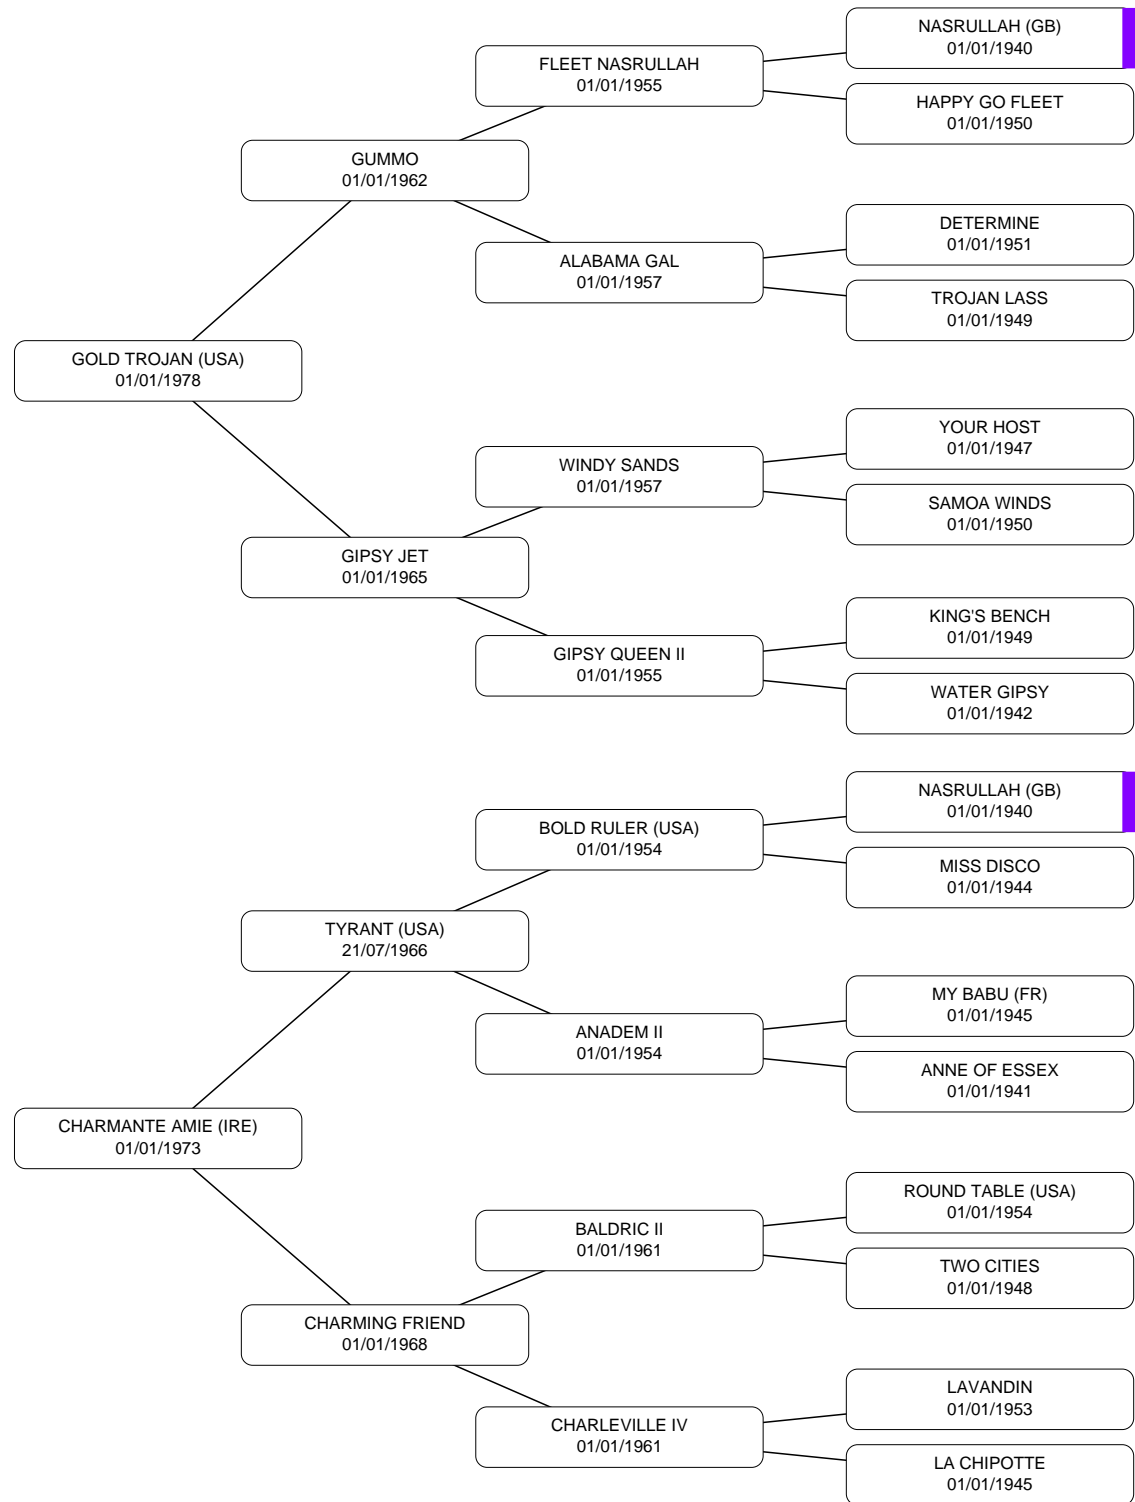 NASRULLAH (GB)
01/01/1940
FLEET NASRULLAH
01/01/1955
HAPPY GO FLEET
01/01/1950
GUMMO
01/01/1962
DETERMINE
01/01/1951
ALABAMA GAL
01/01/1957
TROJAN LASS
01/01/1949
GOLD TROJAN (USA)
01/01/1978
YOUR HOST
01/01/1947
WINDY SANDS
01/01/1957
SAMOA WINDS
01/01/1950
GIPSY JET
01/01/1965
KING'S BENCH
01/01/1949
GIPSY QUEEN II
01/01/1955
WATER GIPSY
01/01/1942
NASRULLAH (GB)
01/01/1940
BOLD RULER (USA)
01/01/1954
MISS DISCO
01/01/1944
TYRANT (USA)
21/07/1966
MY BABU (FR)
01/01/1945
ANADEM II
01/01/1954
ANNE OF ESSEX
01/01/1941
CHARMANTE AMIE (IRE)
01/01/1973
ROUND TABLE (USA)
01/01/1954
BALDRIC II
01/01/1961
TWO CITIES
01/01/1948
CHARMING FRIEND
01/01/1968
LAVANDIN
01/01/1953
CHARLEVILLE IV
01/01/1961
LA CHIPOTTE
01/01/1945